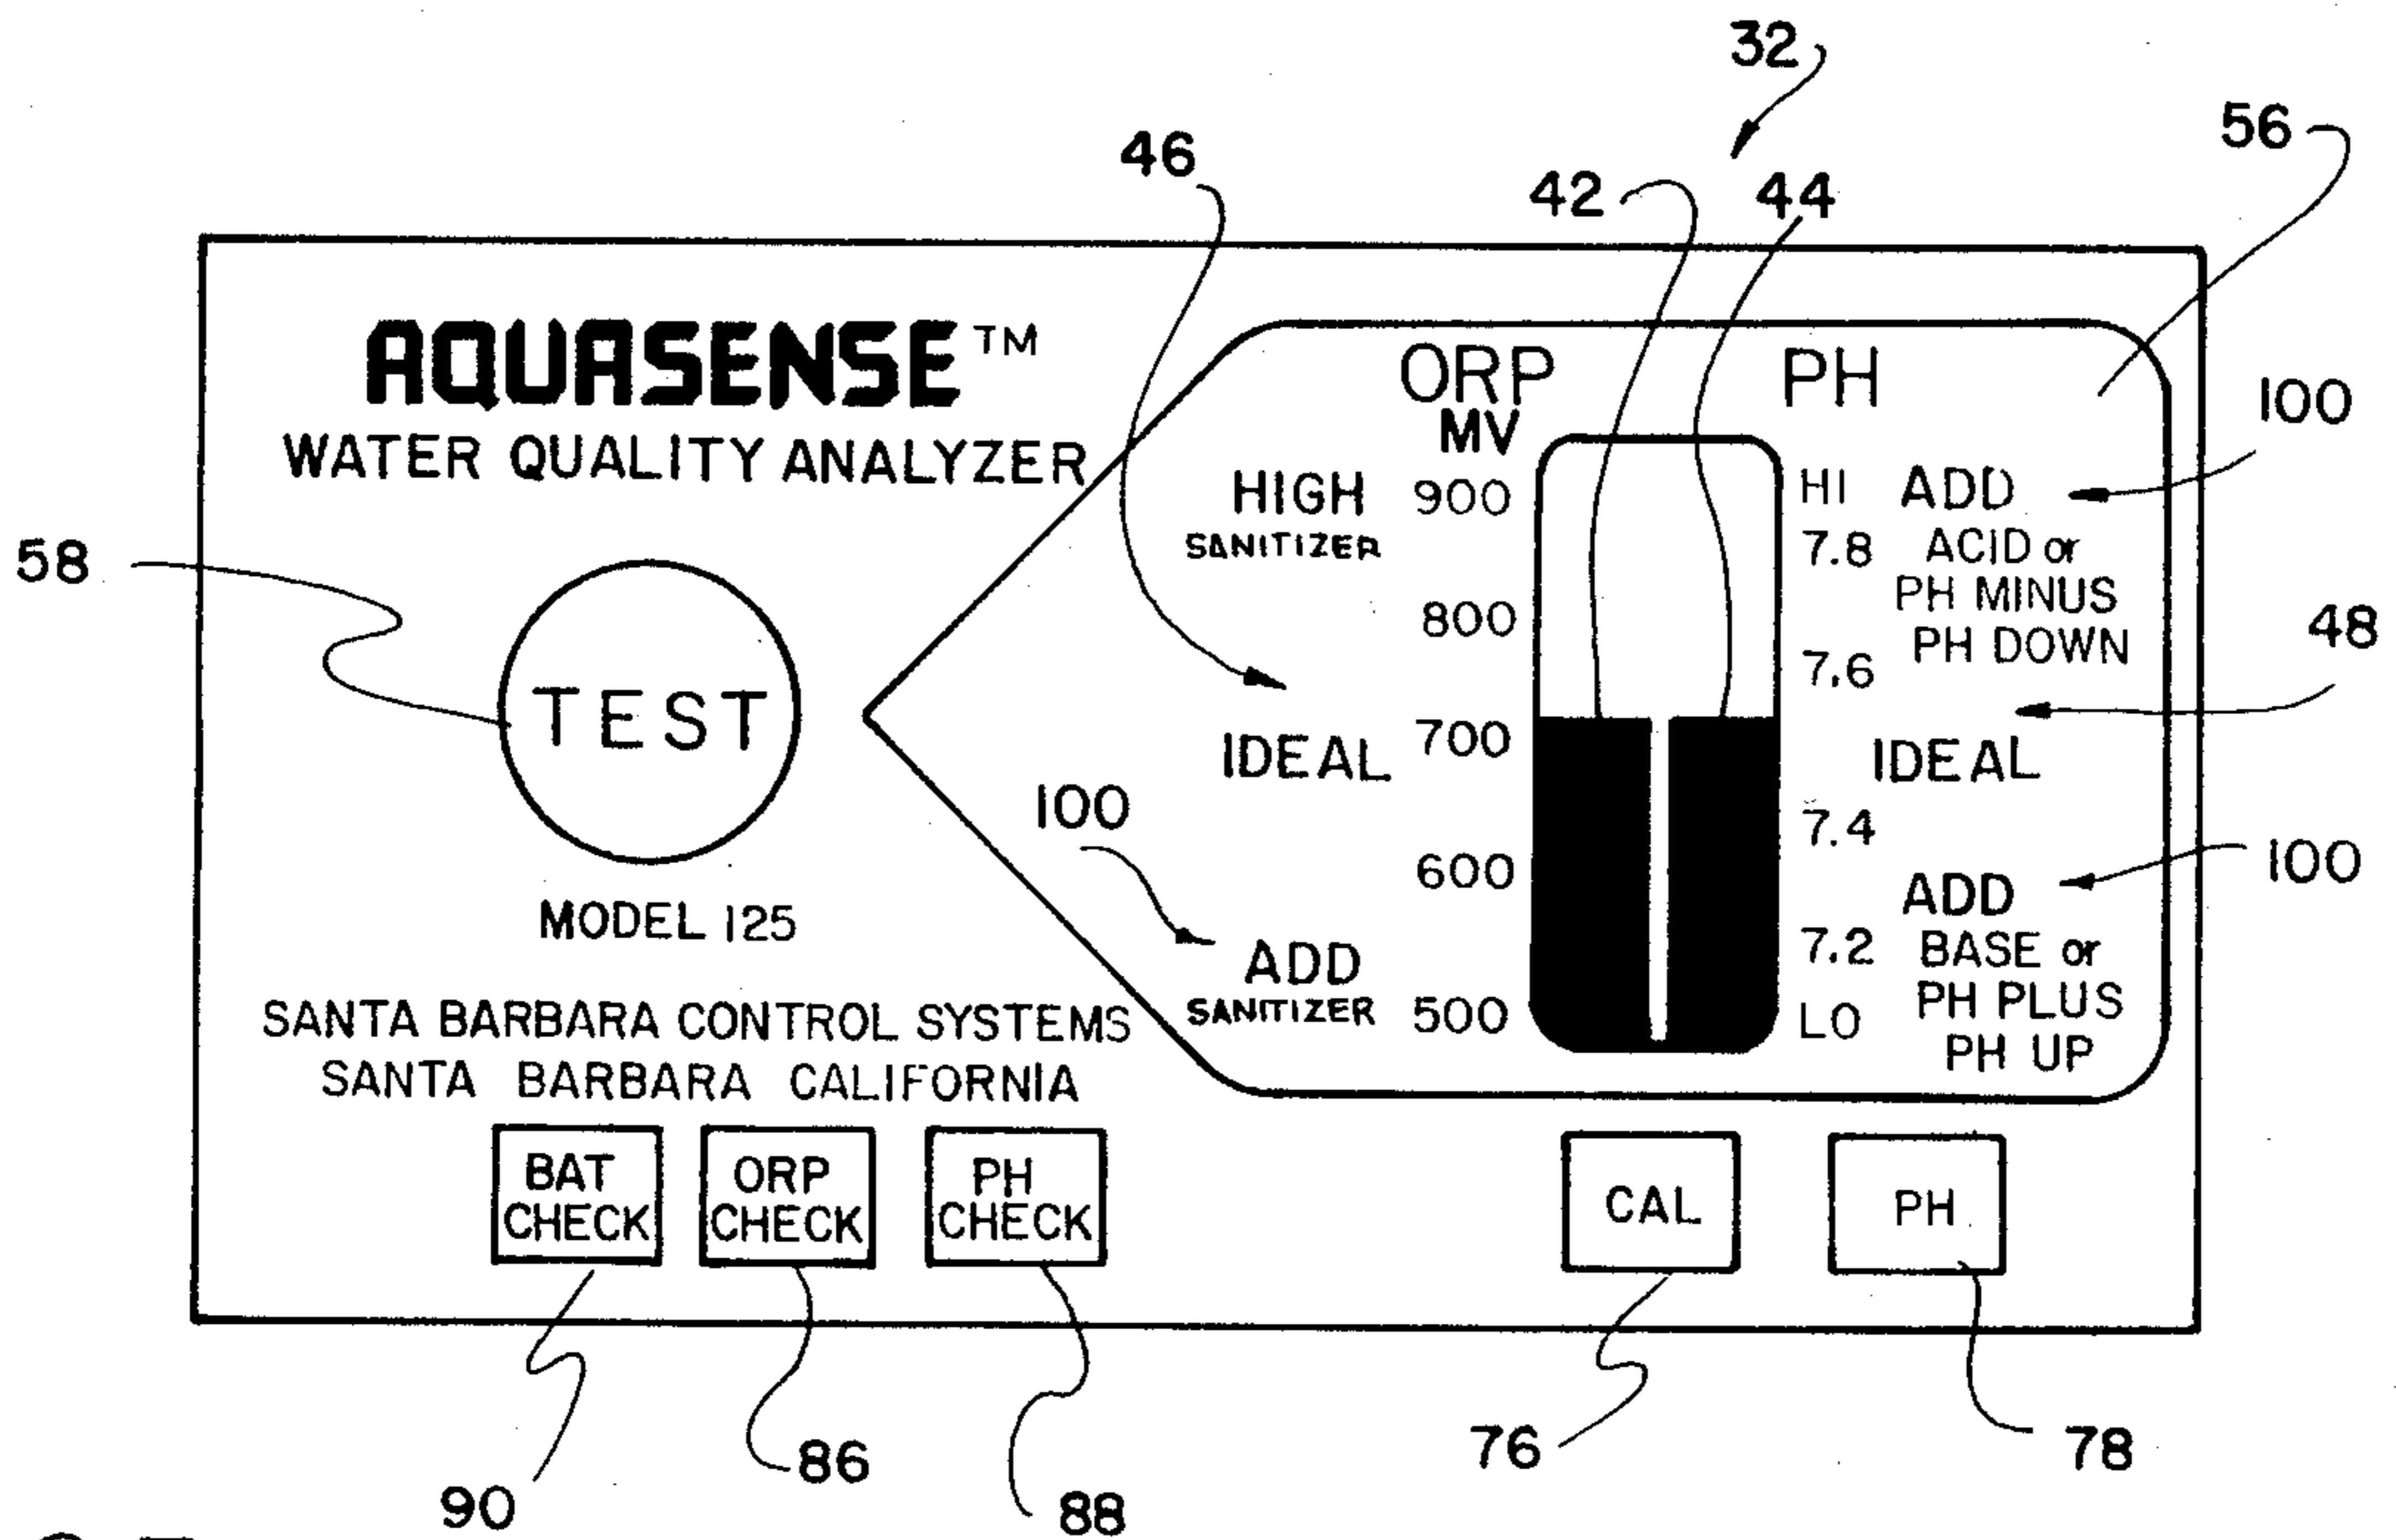 32
56
46
42
44
AQUASENSE™
WATER QUALITY ANALYZER
58
TEST
MODEL 125
SANTA BARBARA CONTROL SYSTEMS
SANTA BARBARA CALIFORNIA
ORP
MV
PH
HIGH
SANITIZER
IDEAL
100
ADD
SANITIZER
900
800
700
600
500
HI
7.8
7.6
7.4
7.2
LO
ADD
ACID or
PH MINUS
PH DOWN
IDEAL
ADD
BASE or
PH PLUS
PH UP
100
48
100
BAT
CHECK
ORP
CHECK
PH
CHECK
CAL
PH
90
86
88
76
78